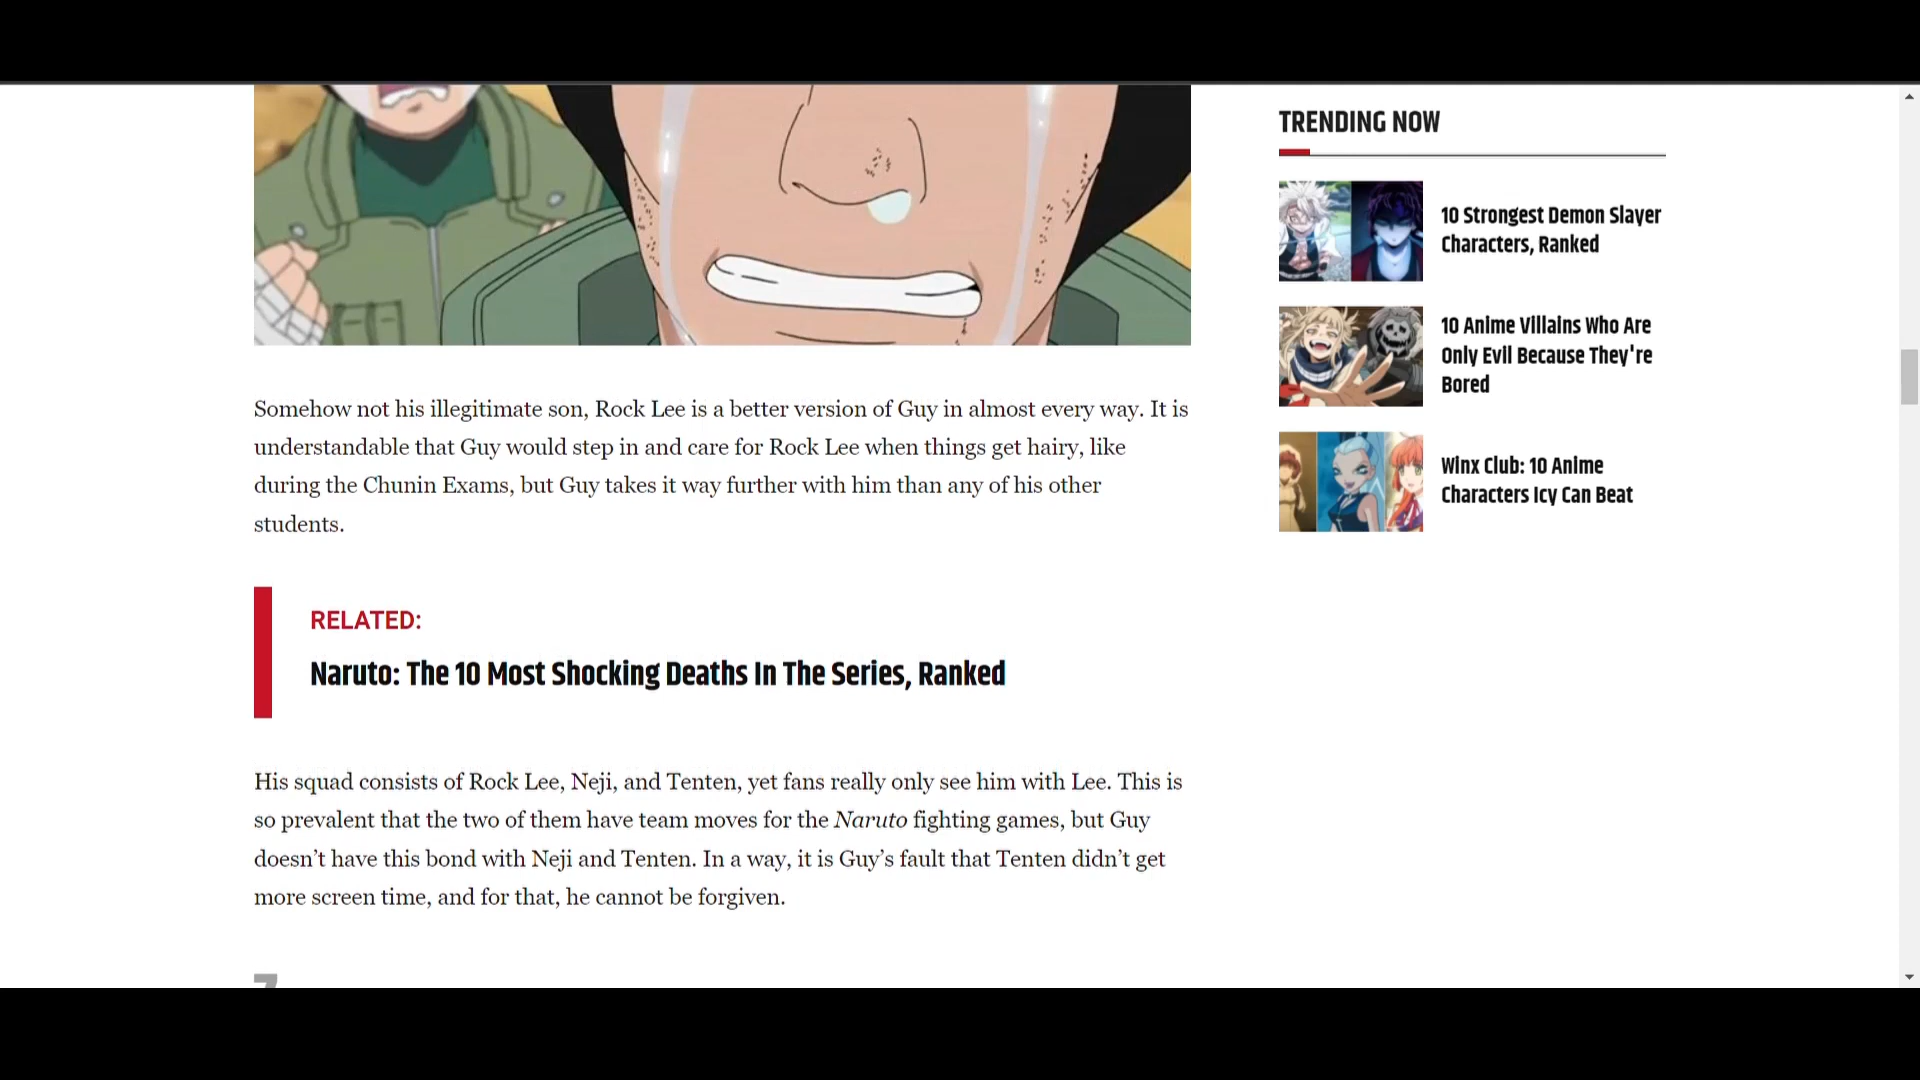 Somehow not his illegitimate son, Rock Lee is a better version of Guy in almost every way. It is
understandable that Guy would step in and care for Rock Lee when things get hairy, like
during the Chunin Exams, but Guy takes it way further with him than any of his other
students.
RELATED:
Naruto: The 10 Most Shocking Deaths In The Series, Ranked
His squad consists of Rock Lee, Neji, and Tenten, yet fans really only see him with Lee. This is
so prevalent that the two of them have team moves for the Naruto fighting games, but Guy
doesn’t have this bond with Neji and Tenten. In a way, it is Guy’s fault that Tenten didn’t get
more screen time, and for that, he cannot be forgiven.
TRENDING NOW
10 Strongest Demon Slayer
Characters, Ranked
10 Anime Villains Who Are
Only Evil Because They're
Bored
Winx Club: 10 Anime
Characters Icy Can Beat